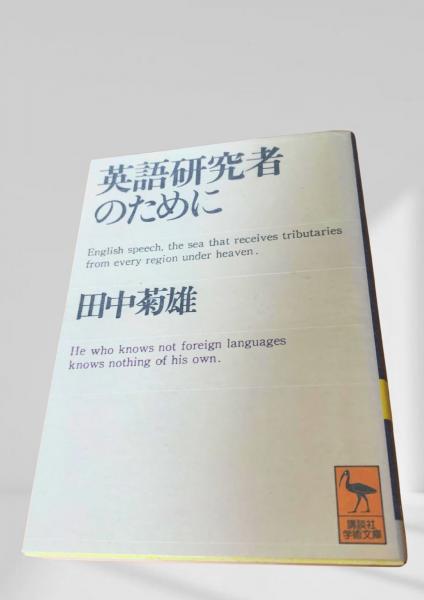 英語研究者
のために
English speech, the sea that receives tributaries
from every region under heaven.
田中菊雄
He who knows not foreign languages
knows nothing of his own.
講談社
学術文庫